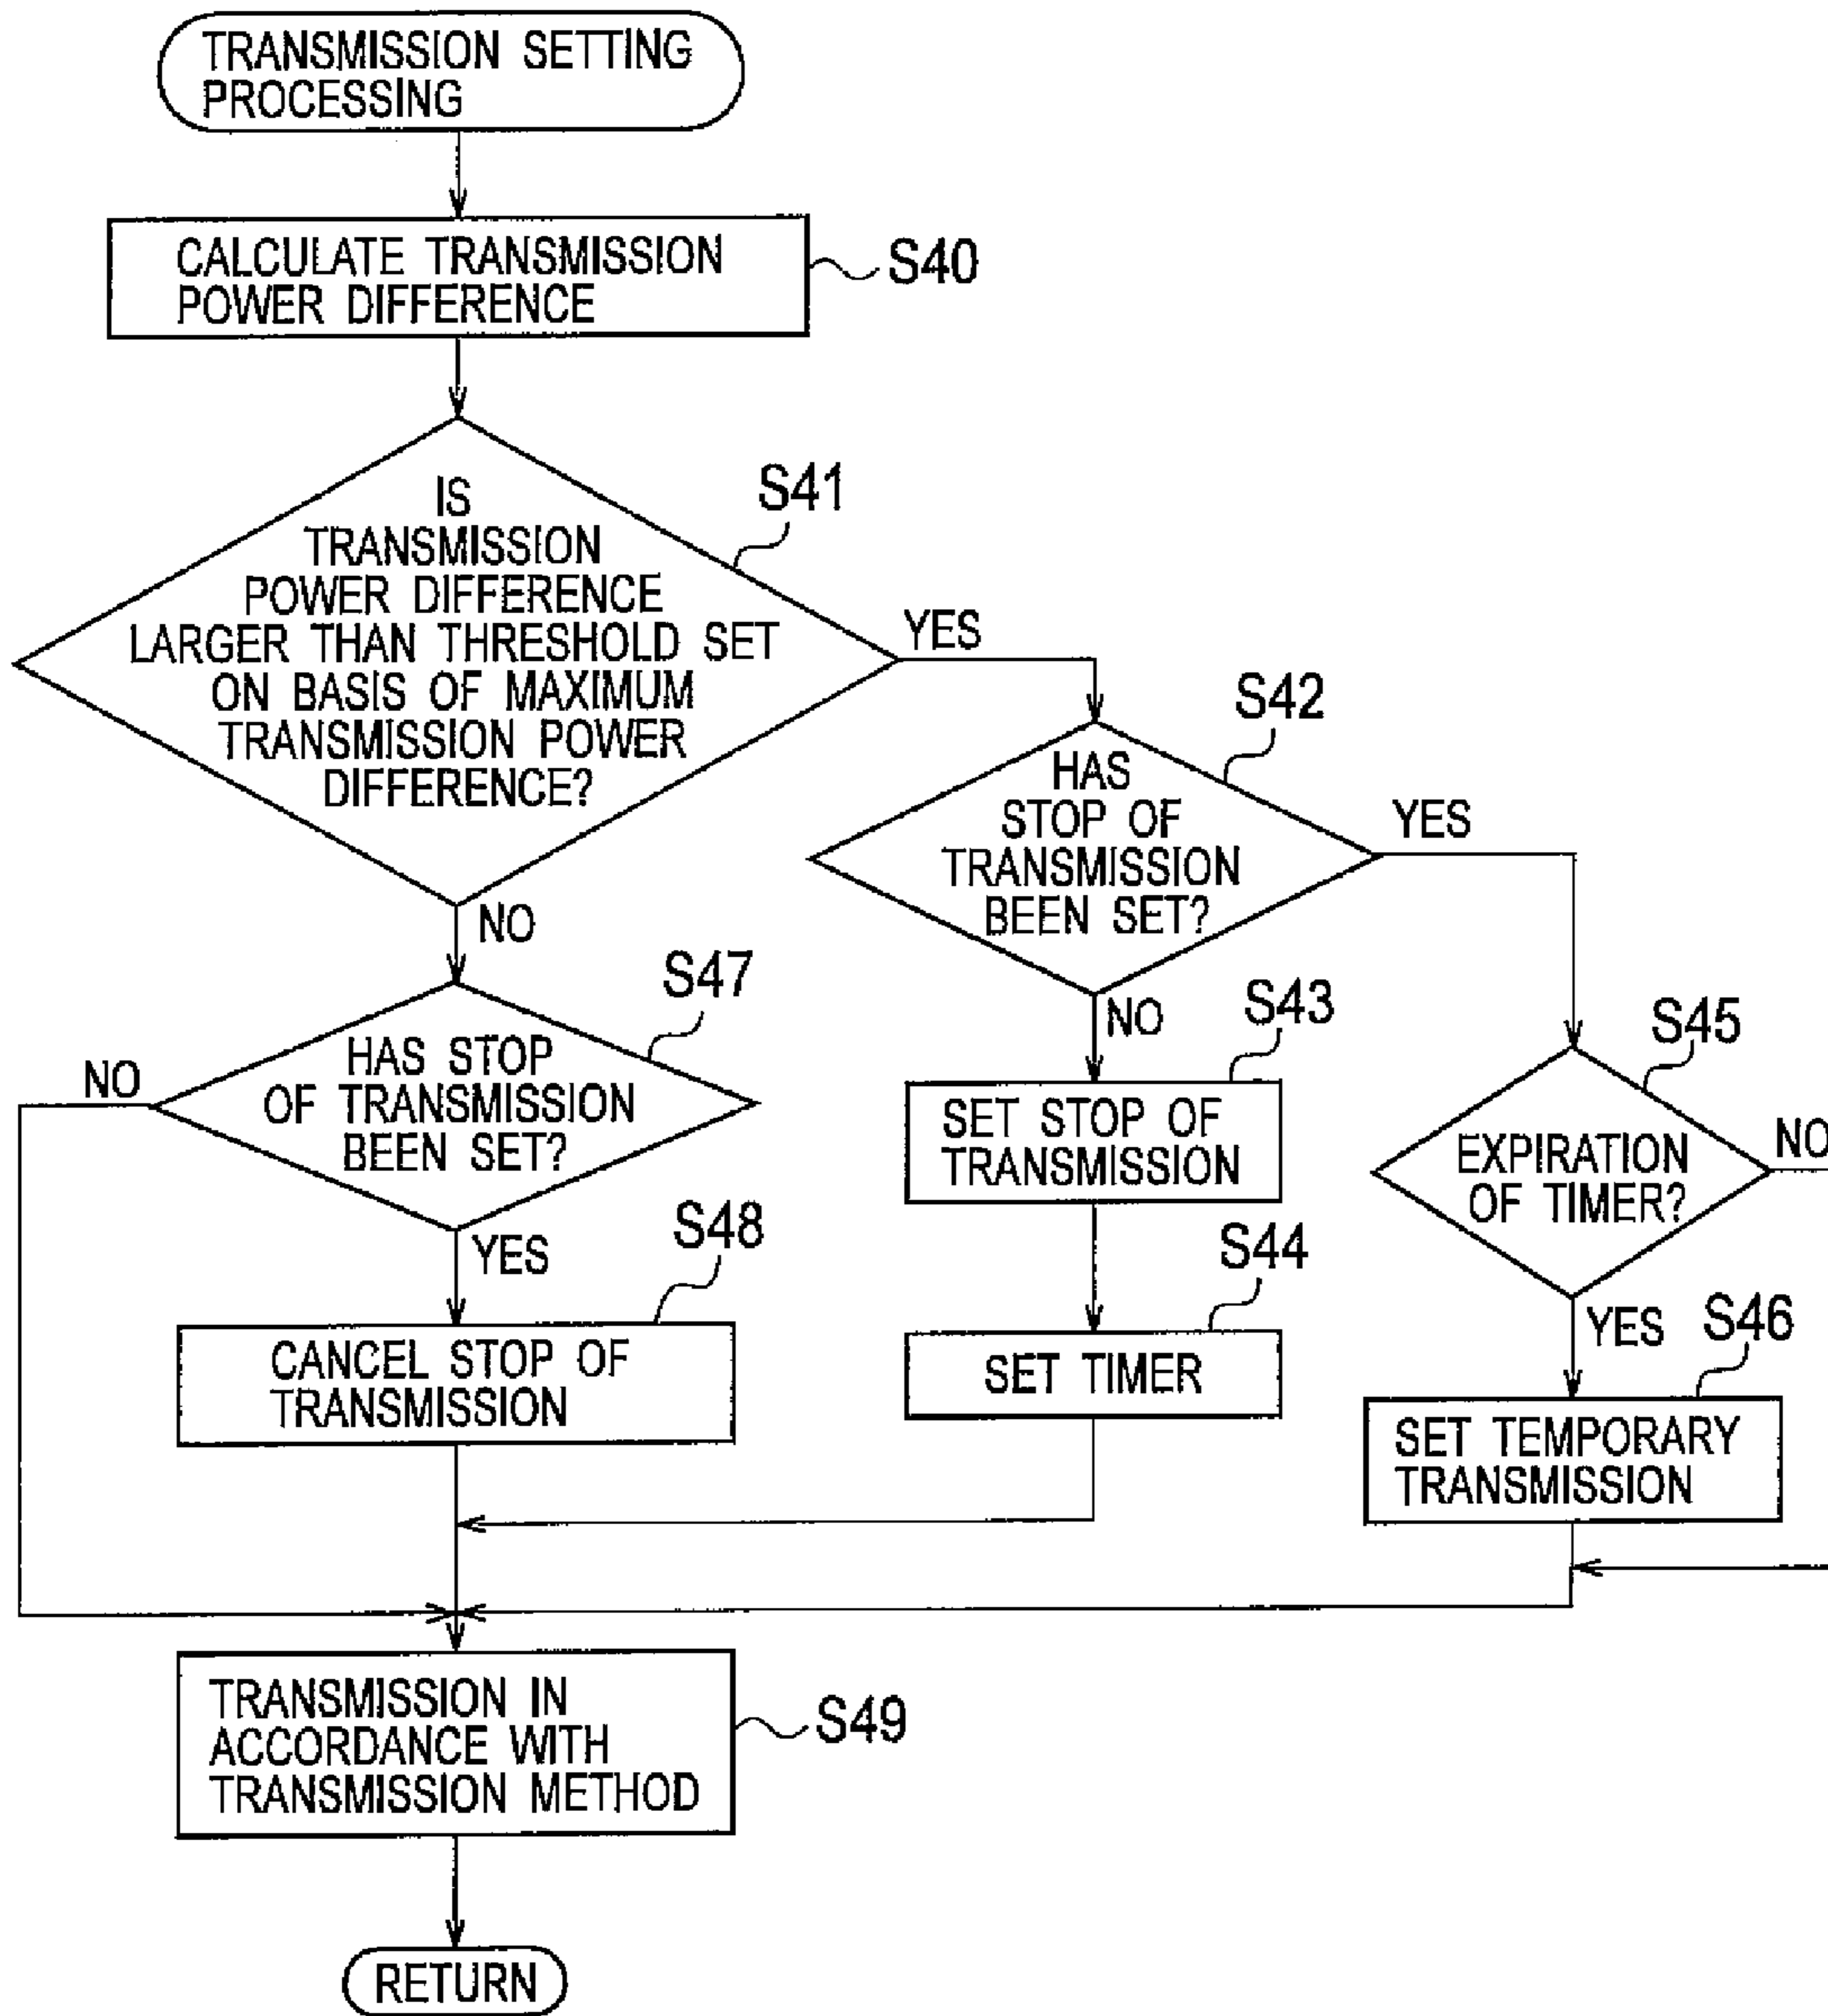 TRANSMISSION SETTING
PROCESSING
CALCULATE TRANSMISSION
POWER DIFFERENCE
S40
IS
TRANSMISSION
POWER DIFFERENCE
LARGER THAN THRESHOLD SET
ON BASIS OF MAXIMUM
TRANSMISSION POWER
DIFFERENCE?
S41
YES
NO
HAS
STOP OF
TRANSMISSION
BEEN SET?
S42
YES
NO
SET STOP OF
TRANSMISSION
S43
SET TIMER
S44
EXPIRATION
OF TIMER?
S45
NO
YES
SET TEMPORARY
TRANSMISSION
S46
HAS STOP
OF TRANSMISSION
BEEN SET?
S47
NO
YES
CANCEL STOP OF
TRANSMISSION
S48
TRANSMISSION IN
ACCORDANCE WITH
TRANSMISSION METHOD
S49
RETURN